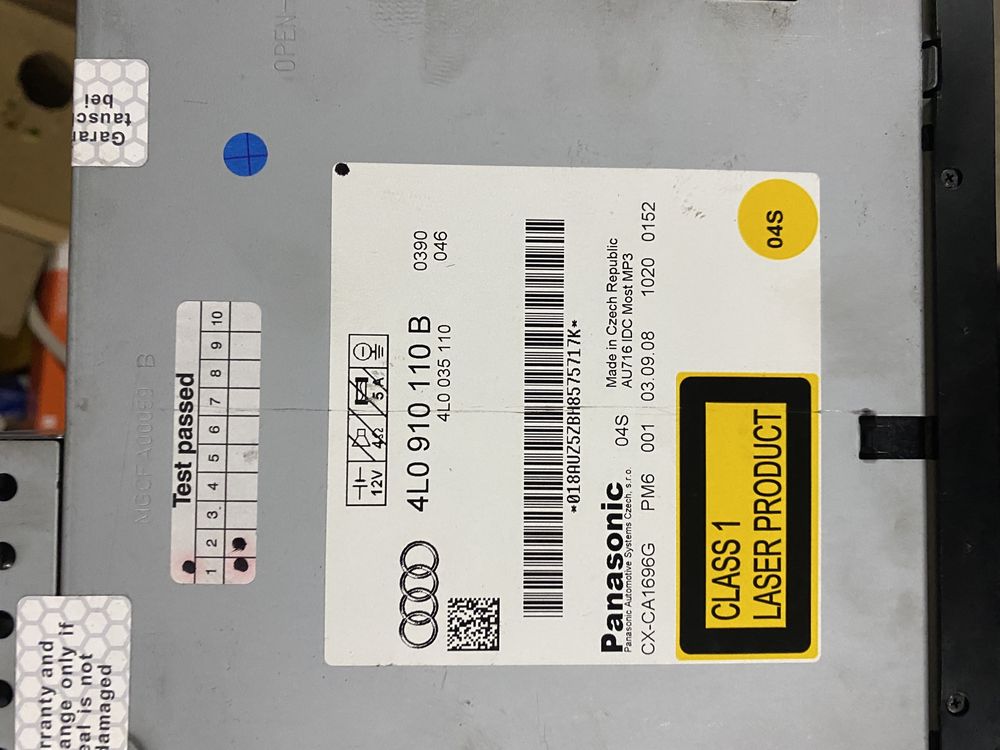 OPEN
Garan
tausch
bei
Test passed
1 2 3. 4 5 6 7 8 9 10
12V 4Ω 5A
4L0 910 110 B 0390
4L0 035 110 046
*018AUZ5ZBH8575717K*
Panasonic 04S Made in Czech Republic
Panasonic Automotive Systems Czech, s.r.o. AU716 IDC Most MP3
CX-CA1696G PM6 001 03.09.08 1020 0152
CLASS 1
LASER PRODUCT
04S
rranty and
ange only if
eal is not
damaged